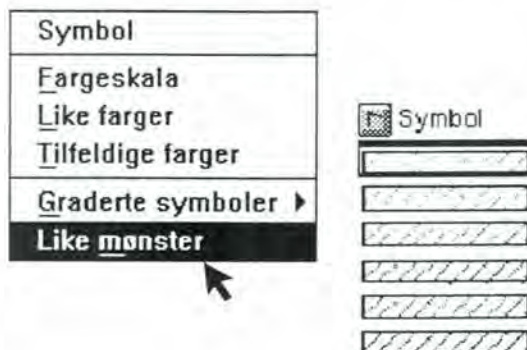 Symbol
Fargeskala
Like farger
Tilfeldige farger
Graderte symboler
Like mønster
Symbol